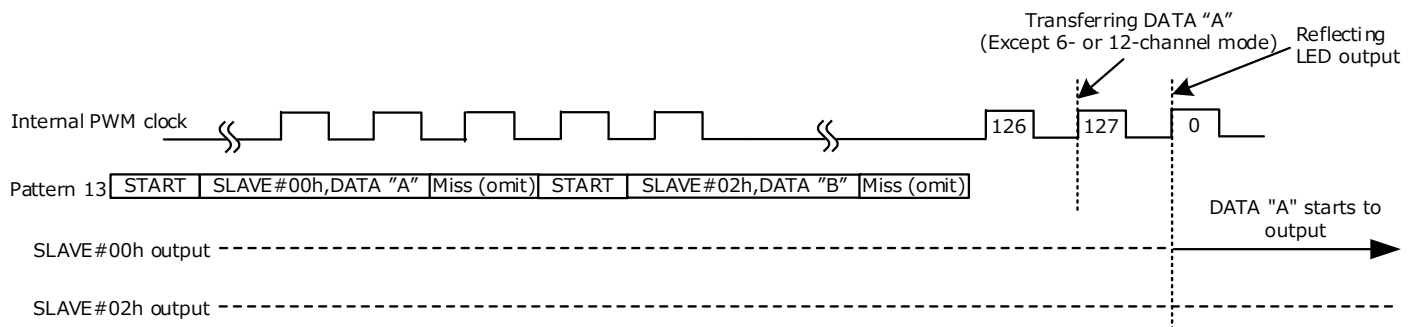 Transferring DATA “A”
(Except 6- or 12-channel mode)
Reflecting
LED output
Internal PWM clock
126
127
0
Pattern 13
START
SLAVE#00h,DATA ”A”
Miss (omit)
START
SLAVE#02h,DATA ”B”
Miss (omit)
DATA "A" starts to
output
SLAVE#00h output
SLAVE#02h output